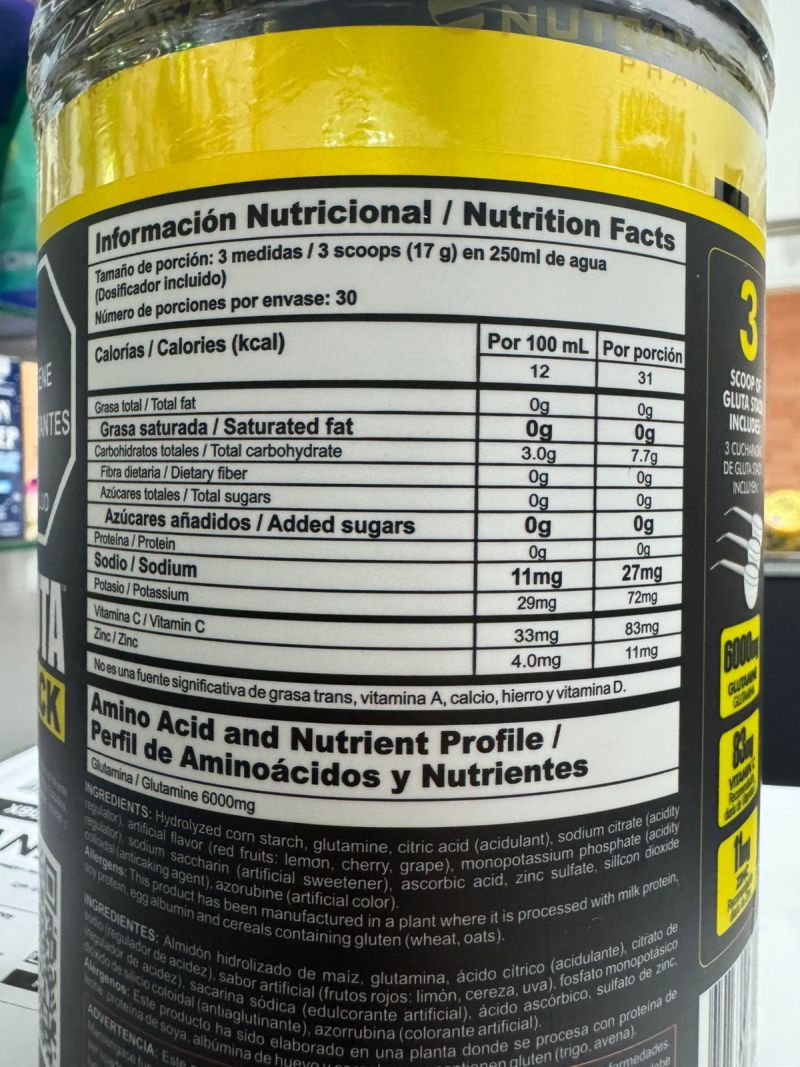 NUTRA
PHAR
Información Nutricional / Nutrition Facts
Tamaño de porción: 3 medidas / 3 scoops (17 g) en 250ml de agua
(Dosificador incluido)
Número de porciones por envase: 30
Calorías / Calories (kcal) Por 100 mL Por porción
12 31
Grasa total / Total fat 0g 0g
Grasa saturada / Saturated fat 0g 0g
Carbohidratos totales / Total carbohydrate 3.0g 7.7g
Fibra dietaria / Dietary fiber 0g 0g
Azúcares totales / Total sugars 0g 0g
Azúcares añadidos / Added sugars 0g 0g
Proteína / Protein 0g 0g
Sodio / Sodium 11mg 27mg
Potasio / Potassium 29mg 72mg
Vitamina C / Vitamin C 33mg 83mg
Zinc / Zinc 4.0mg 11mg
No es una fuente significativa de grasa trans, vitamina A, calcio, hierro y vitamina D.
Amino Acid and Nutrient Profile /
Perfil de Aminoácidos y Nutrientes
Glutamina / Glutamine 6000mg
INGREDIENTS: Hydrolyzed corn starch, glutamine, citric acid (acidulant), sodium citrate (acidity
regulator), artificial flavor (red fruits: lemon, cherry, grape), monopotassium phosphate (acidity
regulator), sodium saccharin (artificial sweetener), ascorbic acid, zinc sulfate, silicon dioxide
colloidal (anticaking agent), azorubine (artificial color).
Allergens: This product has been manufactured in a plant where it is processed with milk protein,
soy protein, egg albumin and cereals containing gluten (wheat, oats).
INGREDIENTES: Almidón hidrolizado de maíz, glutamina, ácido cítrico (acidulante), citrato de
sodio (regulador de acidez), sabor artificial (frutos rojos: limón, cereza, uva), fosfato monopotásico
(regulador de acidez), sacarina sódica (edulcorante artificial), ácido ascórbico, sulfato de zinc,
dióxido de silicio coloidal (antiaglutinante), azorrubina (colorante artificial).
Alérgenos: Este producto ha sido elaborado en una planta donde se procesa con proteína de
leche, proteína de soya, albúmina de huevo y contienen gluten (trigo, avena).
ADVERTENCIA: Este
3
SCOOP OF
GLUTA STACK
INCLUDES
3 CUCHARADAS
DE GLUTA STACK
INCLUYEN
6000mg
GLUTAMINE
GLUTAMINA
83mg
VITAMIN C
11mg
ZINC